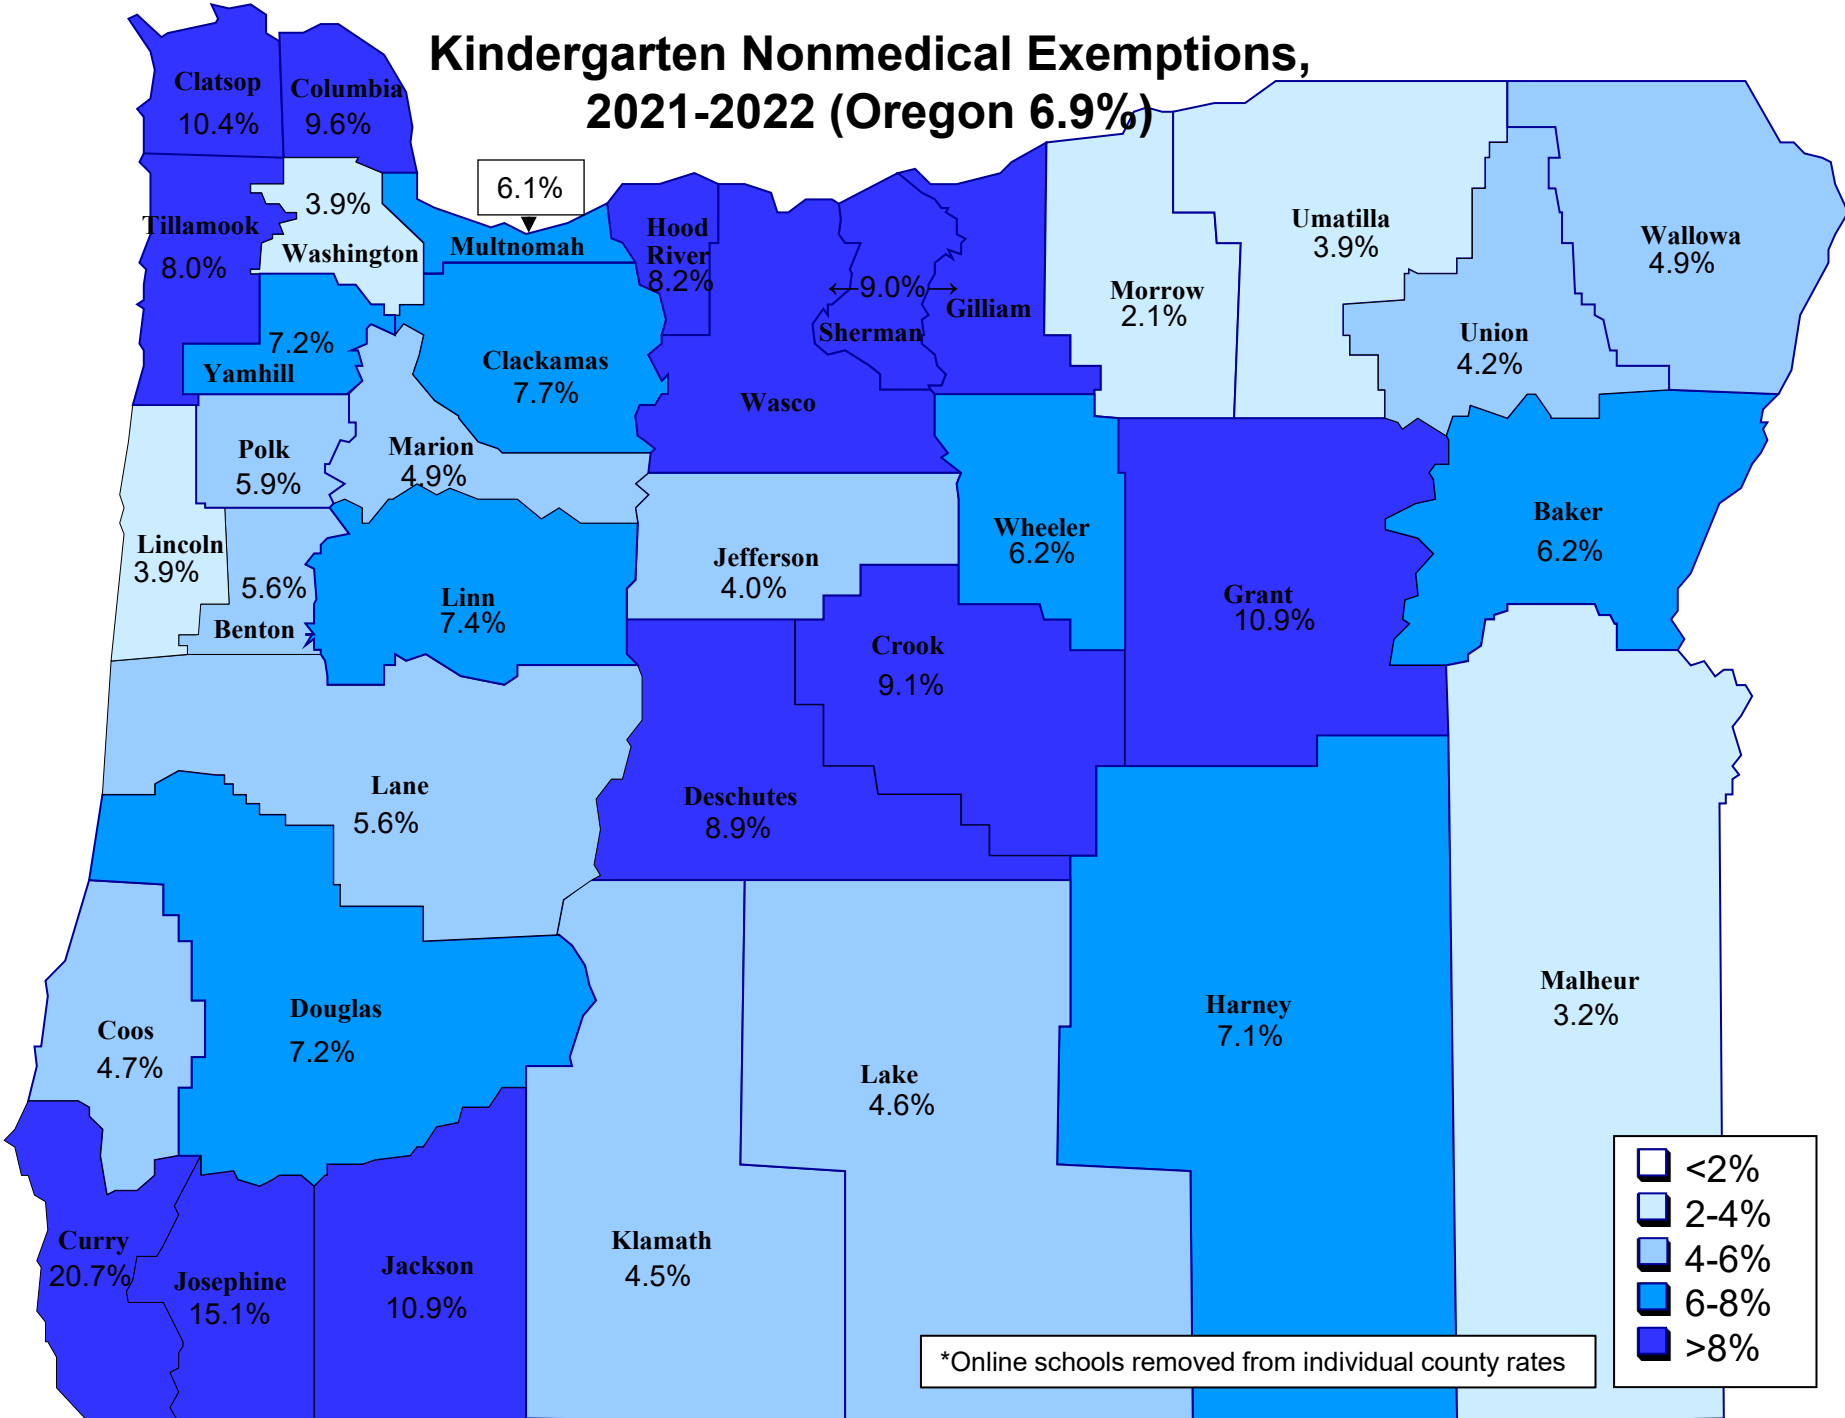 Kindergarten Nonmedical Exemptions,
2021-2022 (Oregon 6.9%)
Clatsop
10.4%
Columbia
9.6%
6.1%
Tillamook
8.0%
3.9%
Washington
Multnomah
Hood
River
8.2%
9.0%
Sherman
Gilliam
Morrow
2.1%
Umatilla
3.9%
Wallowa
4.9%
Union
4.2%
7.2%
Yamhill
Clackamas
7.7%
Wasco
Polk
5.9%
Marion
4.9%
Lincoln
3.9%
5.6%
Benton
Linn
7.4%
Jefferson
4.0%
Wheeler
6.2%
Grant
10.9%
Baker
6.2%
Crook
9.1%
Lane
5.6%
Deschutes
8.9%
Coos
4.7%
Douglas
7.2%
Lake
4.6%
Harney
7.1%
Malheur
3.2%
Curry
20.7%
Josephine
15.1%
Jackson
10.9%
Klamath
4.5%
<2%
2-4%
4-6%
6-8%
>8%
*Online schools removed from individual county rates